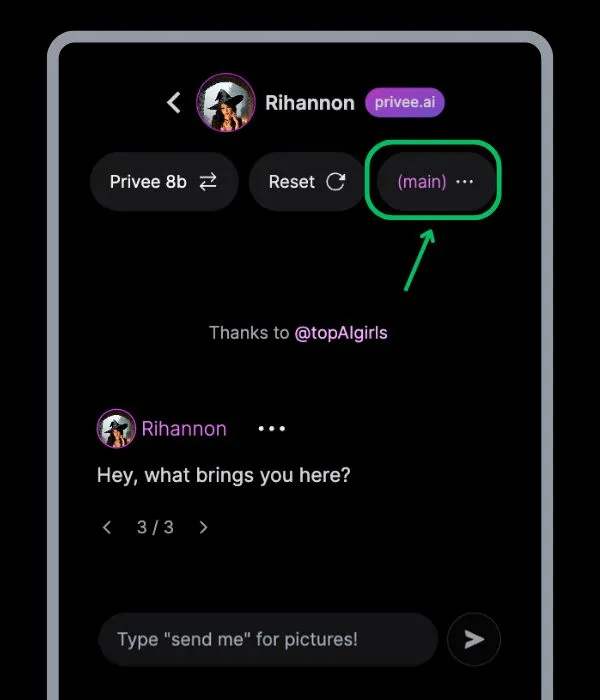 Rihannon privee.ai
Privee 8b Reset (main) ...
Thanks to @topAIgirls
Rihannon ...
Hey, what brings you here?
3 / 3
Type "send me" for pictures!